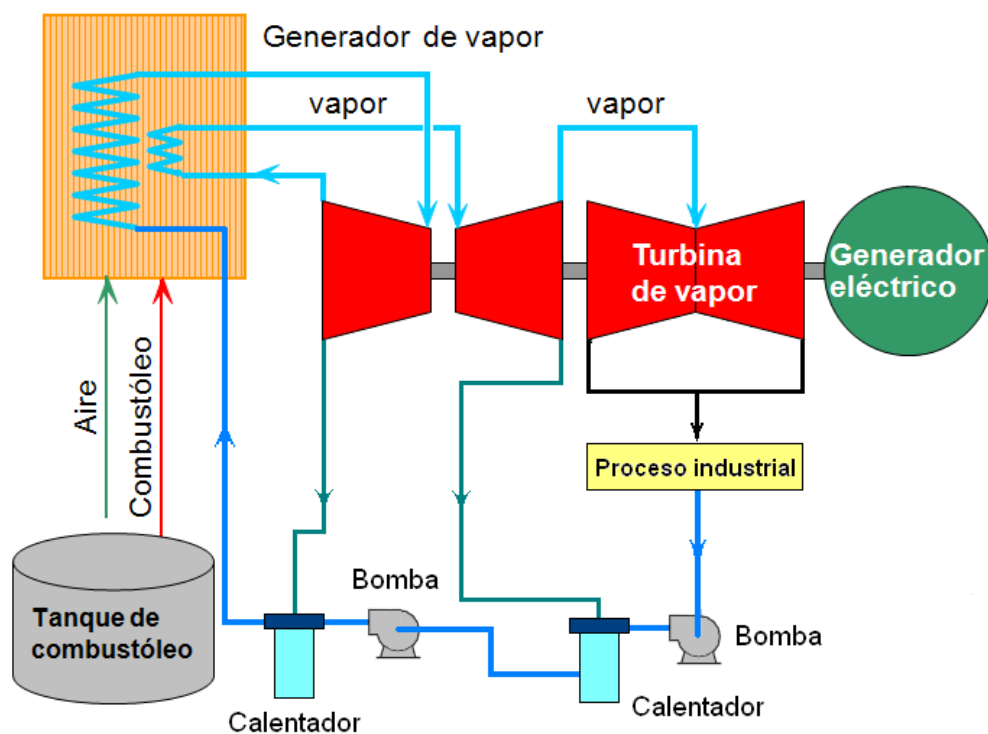 Generador de vapor
vapor
vapor
Turbina
de vapor
Generador
eléctrico
Aire
Combustóleo
Proceso industrial
Tanque de
combustóleo
Bomba
Bomba
Calentador
Calentador